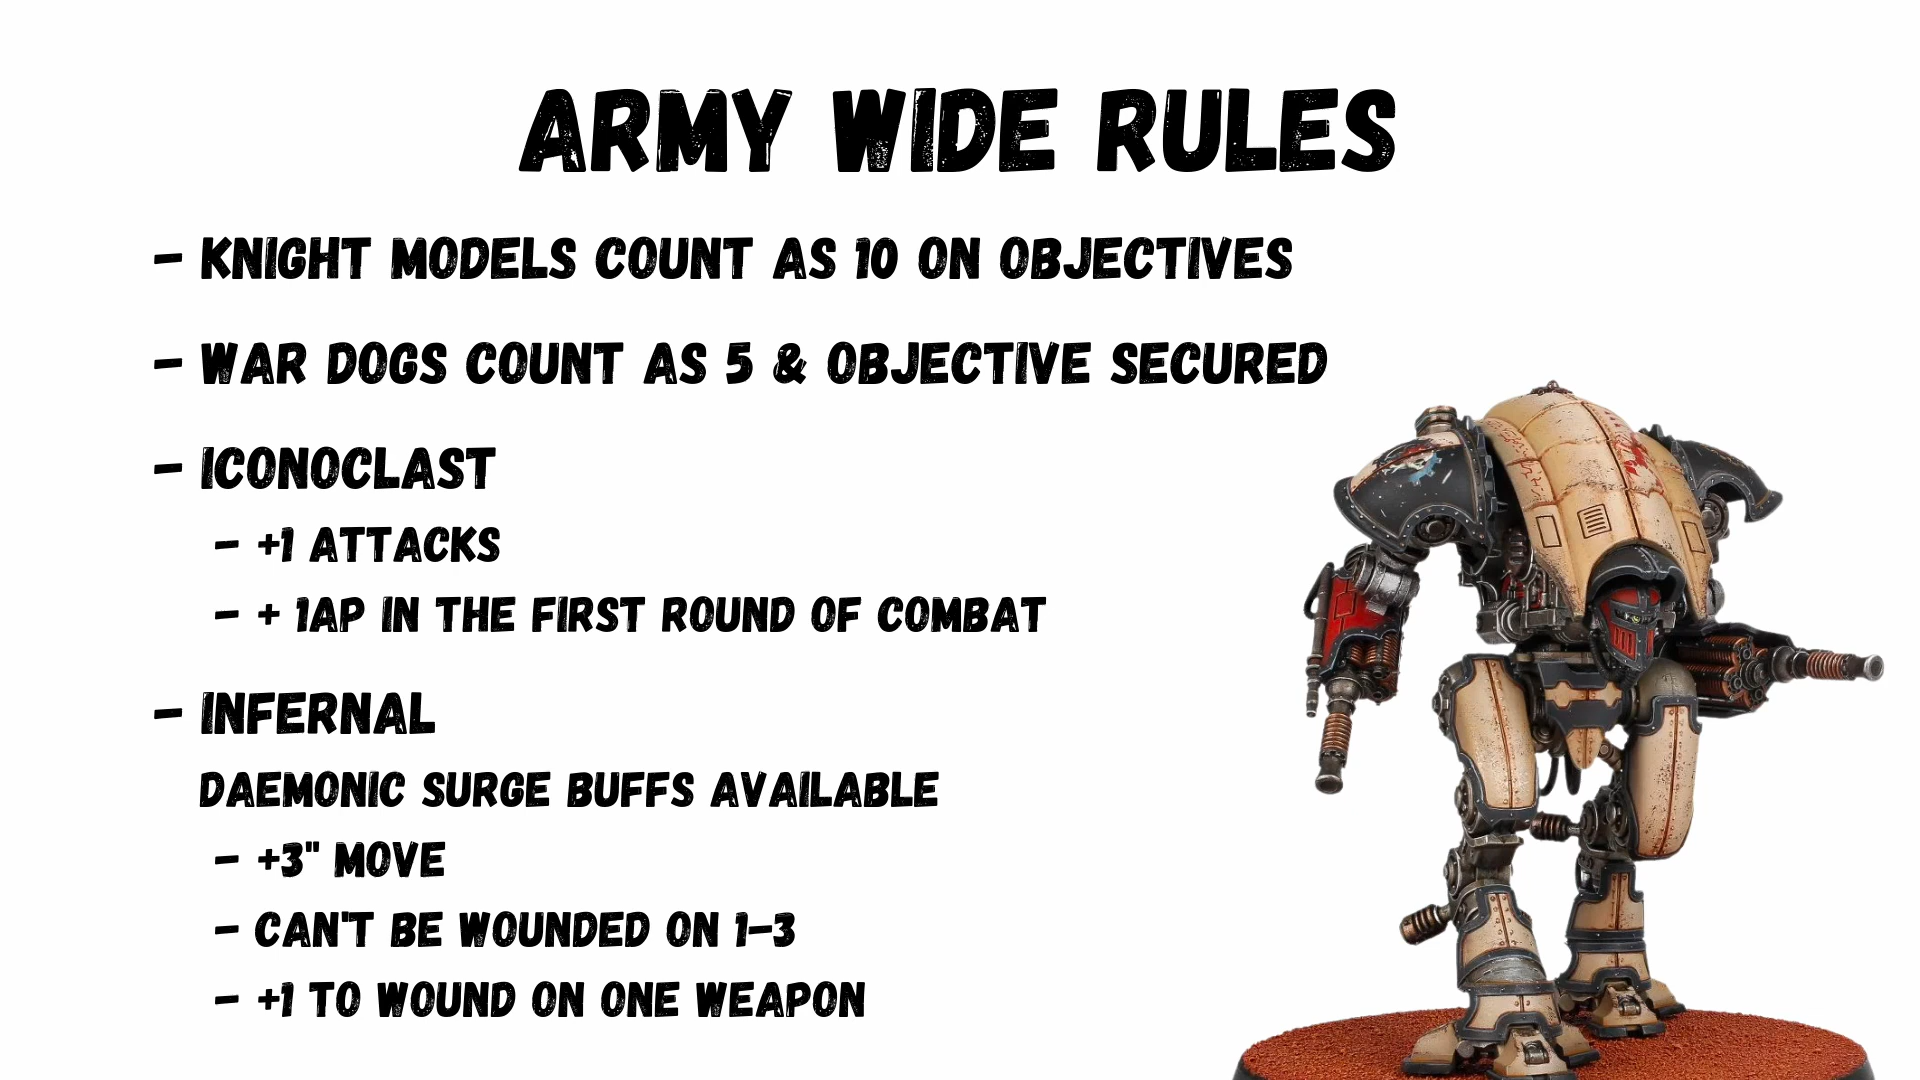 ARMY WIDE RULES
- KNIGHT MODELS COUNT AS 10 ON OBJECTIVES
- WAR DOGS COUNT AS 5 & OBJECTIVE SECURED
- ICONOCLAST
- +1 ATTACKS
- + 1AP IN THE FIRST ROUND OF COMBAT
- INFERNAL
DAEMONIC SURGE BUFFS AVAILABLE
- +3" MOVE
- CAN'T BE WOUNDED ON 1-3
- +1 TO WOUND ON ONE WEAPON